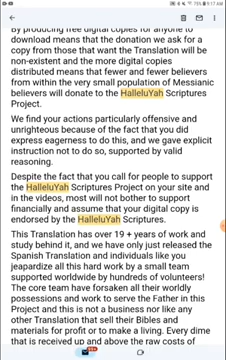 75% 9:17 AM
By producing free digital copies for anyone to
download means that the donation we ask for a
copy from those that want the Translation will be
non-existent and the more digital copies
distributed means that fewer and fewer believers
from within the very small population of Messianic
believers will donate to the HalleluYah Scriptures
Project.
We find your actions particularly offensive and
unrighteous because of the fact that you did
express eagerness to do this, and we gave explicit
instruction not to do so, supported by valid
reasoning.
Despite the fact that you call for people to support
the HalleluYah Scriptures Project on your site and
in the videos, most will not bother to support
financially and assume that your digital copy is
endorsed by the HalleluYah Scriptures.
This Translation has over 19 + years of work and
study behind it, and we have only just released the
Spanish Translation and individuals like you
jeapardize all this hard work by a small team
supported worldwide by hundreds of volunteers!
The core team have forsaken all their worldly
possessions and work to serve the Father in this
Project and this is not a business nor like any
other Translation that sell their Bibles and
materials for profit or to make a living. Every dime
that is received up and above the raw costs of
99+